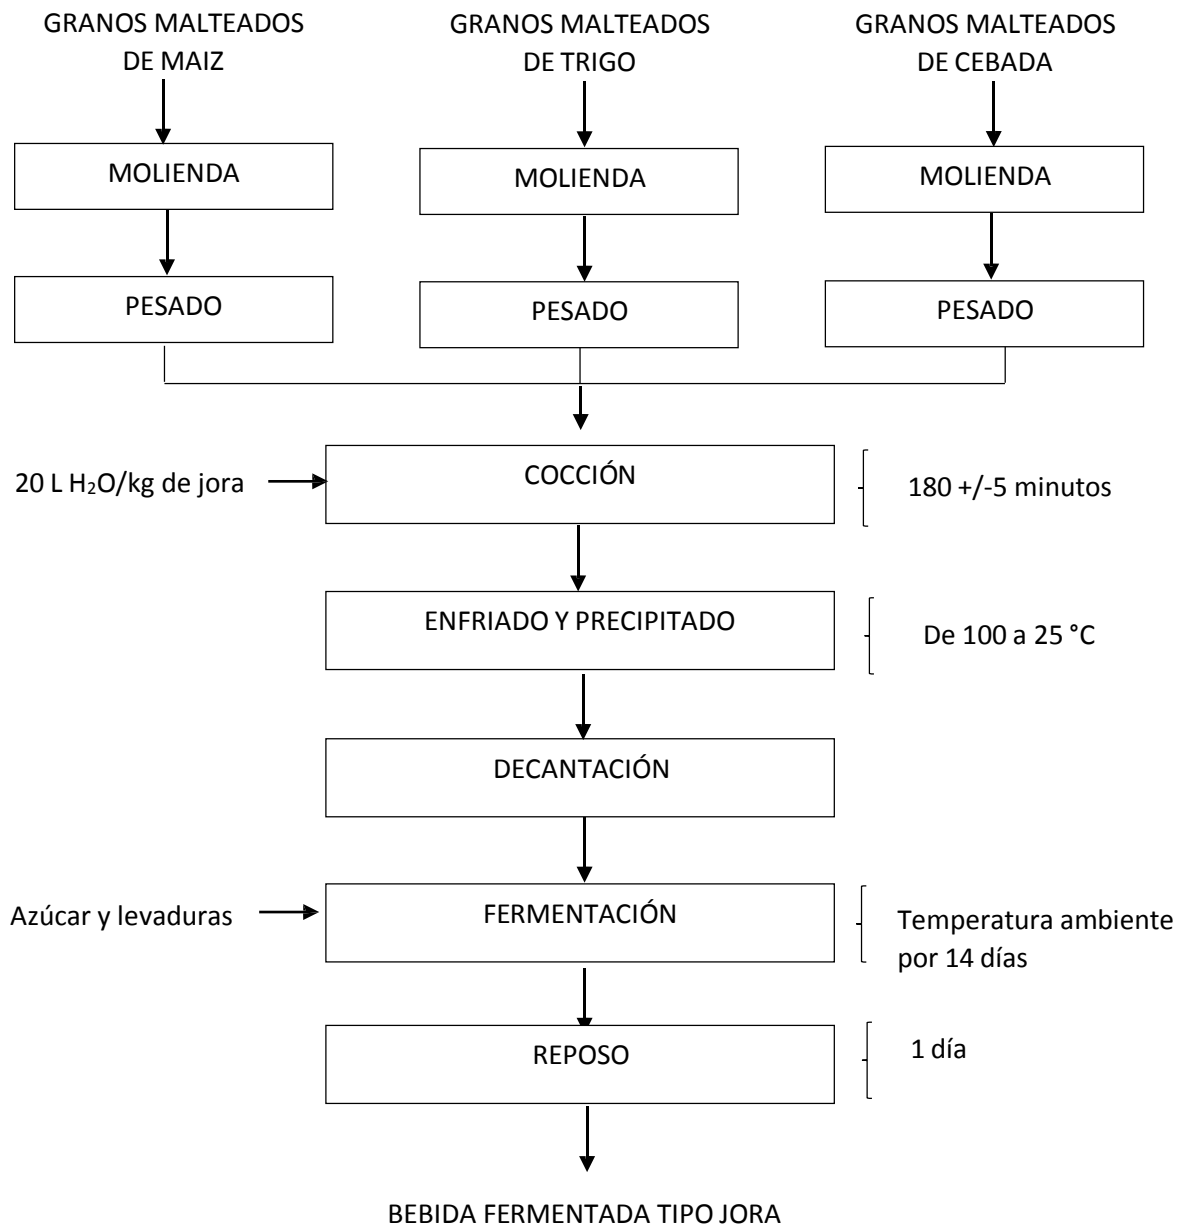 GRANOS MALTEADOS
DE MAIZ
GRANOS MALTEADOS
DE TRIGO
GRANOS MALTEADOS
DE CEBADA
MOLIENDA
MOLIENDA
MOLIENDA
PESADO
PESADO
PESADO
20 L H₂O/kg de jora
COCCIÓN
180 +/-5 minutos
ENFRIADO Y PRECIPITADO
De 100 a 25 °C
DECANTACIÓN
Azúcar y levaduras
FERMENTACIÓN
Temperatura ambiente
por 14 días
REPOSO
1 día
BEBIDA FERMENTADA TIPO JORA